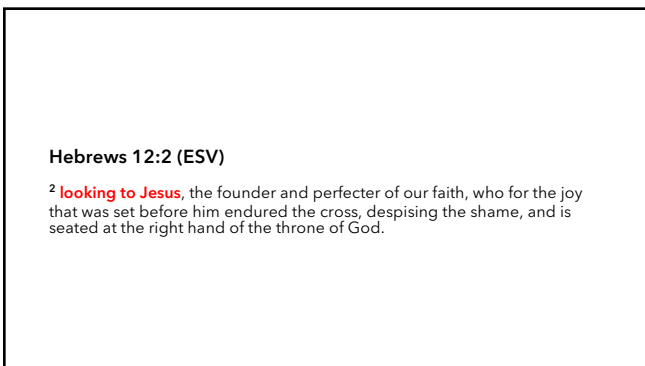 Hebrews 12:2 (ESV)
2 looking to Jesus, the founder and perfecter of our faith, who for the joy
that was set before him endured the cross, despising the shame, and is
seated at the right hand of the throne of God.